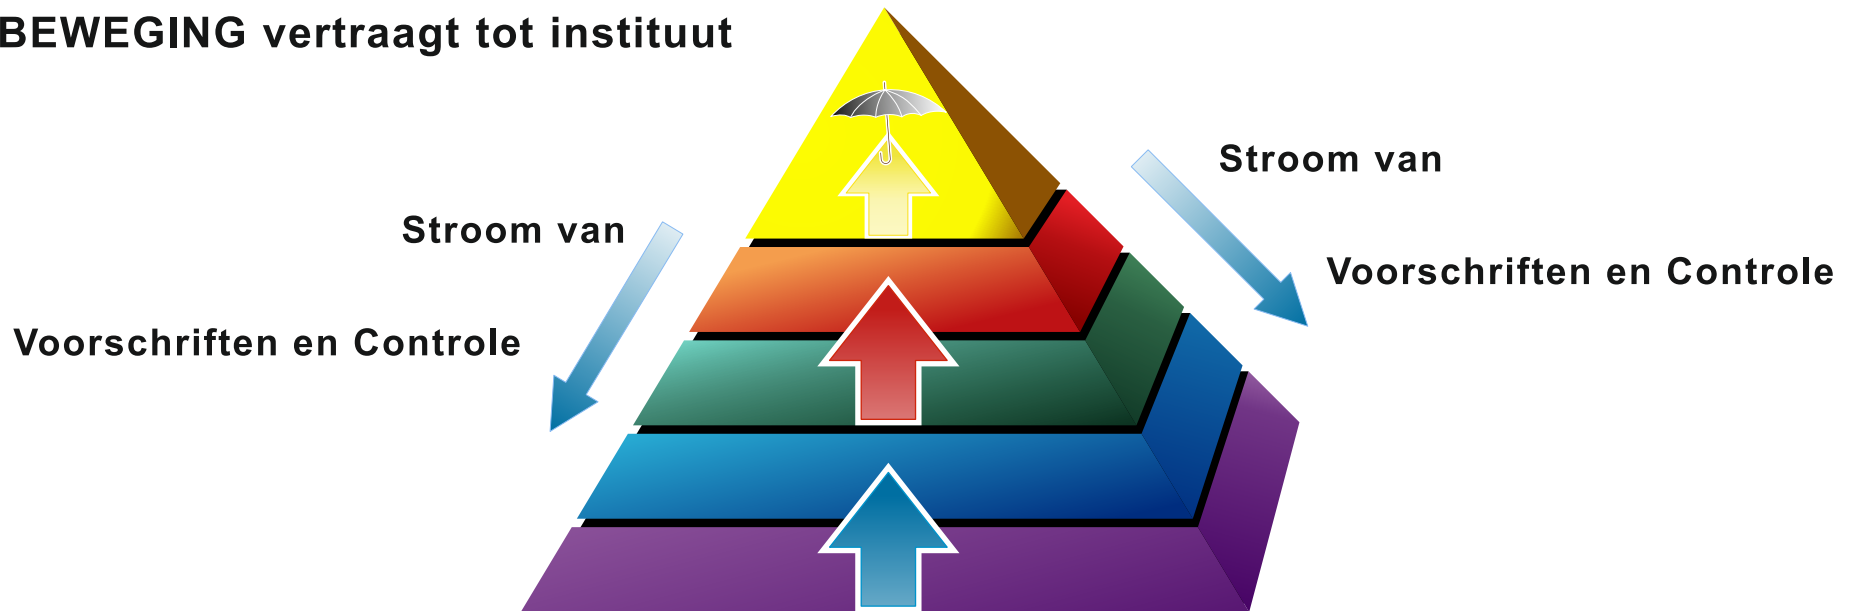 BEWEGING vertraagt tot instituut
Stroom van
Voorschriften en Controle
Stroom van
Voorschriften en Controle